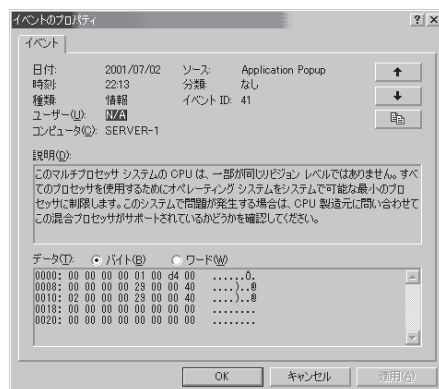 イベントのプロパティ
イベント
日付: 2001/07/02 ソース: Application Popup
時刻: 22:13 分類: なし
種類: 情報 イベント ID: 41
ユーザー(U): N/A
コンピュータ(C): SERVER-1
説明(D):
このマルチプロセッサ システムの CPU は、一部が同じリビジョン レベルではありません。すべ
てのプロセッサを使用するためにオペレーティング システムをシステムで可能な最小のプロ
セッサに制限します。このシステムで問題が発生する場合は、CPU 製造元に問い合わせて
この混合プロセッサがサポートされているかどうかを確認してください。
データ(T): バイト(B) ワード(W)
0000: 00 00 00 00 01 00 d4 00 ......Ô.
0008: 00 00 00 00 29 00 00 40 ....)..@
0010: 02 00 00 00 29 00 00 40 ....)..@
0018: 00 00 00 00 00 00 00 00 ........
0020: 00 00 00 00 00 00 00 00 ........
OK キャンセル 適用(A)